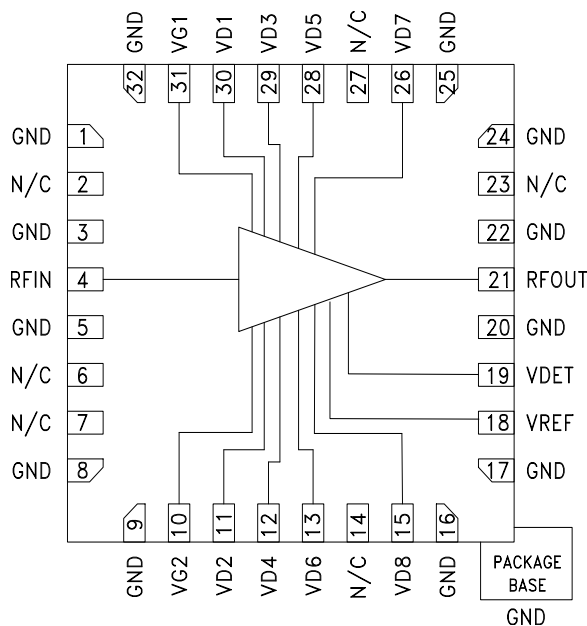 GND VG1 VD1 VD3 VD5 N/C VD7 GND
32 31 30 29 28 27 26 25
GND 1
N/C 2
GND 3
RFIN 4
GND 5
N/C 6
N/C 7
GND 8
24 GND
23 N/C
22 GND
21 RFOUT
20 GND
19 VDET
18 VREF
17 GND
9 10 11 12 13 14 15 16
GND VG2 VD2 VD4 VD6 N/C VD8 GND
PACKAGE
BASE
GND